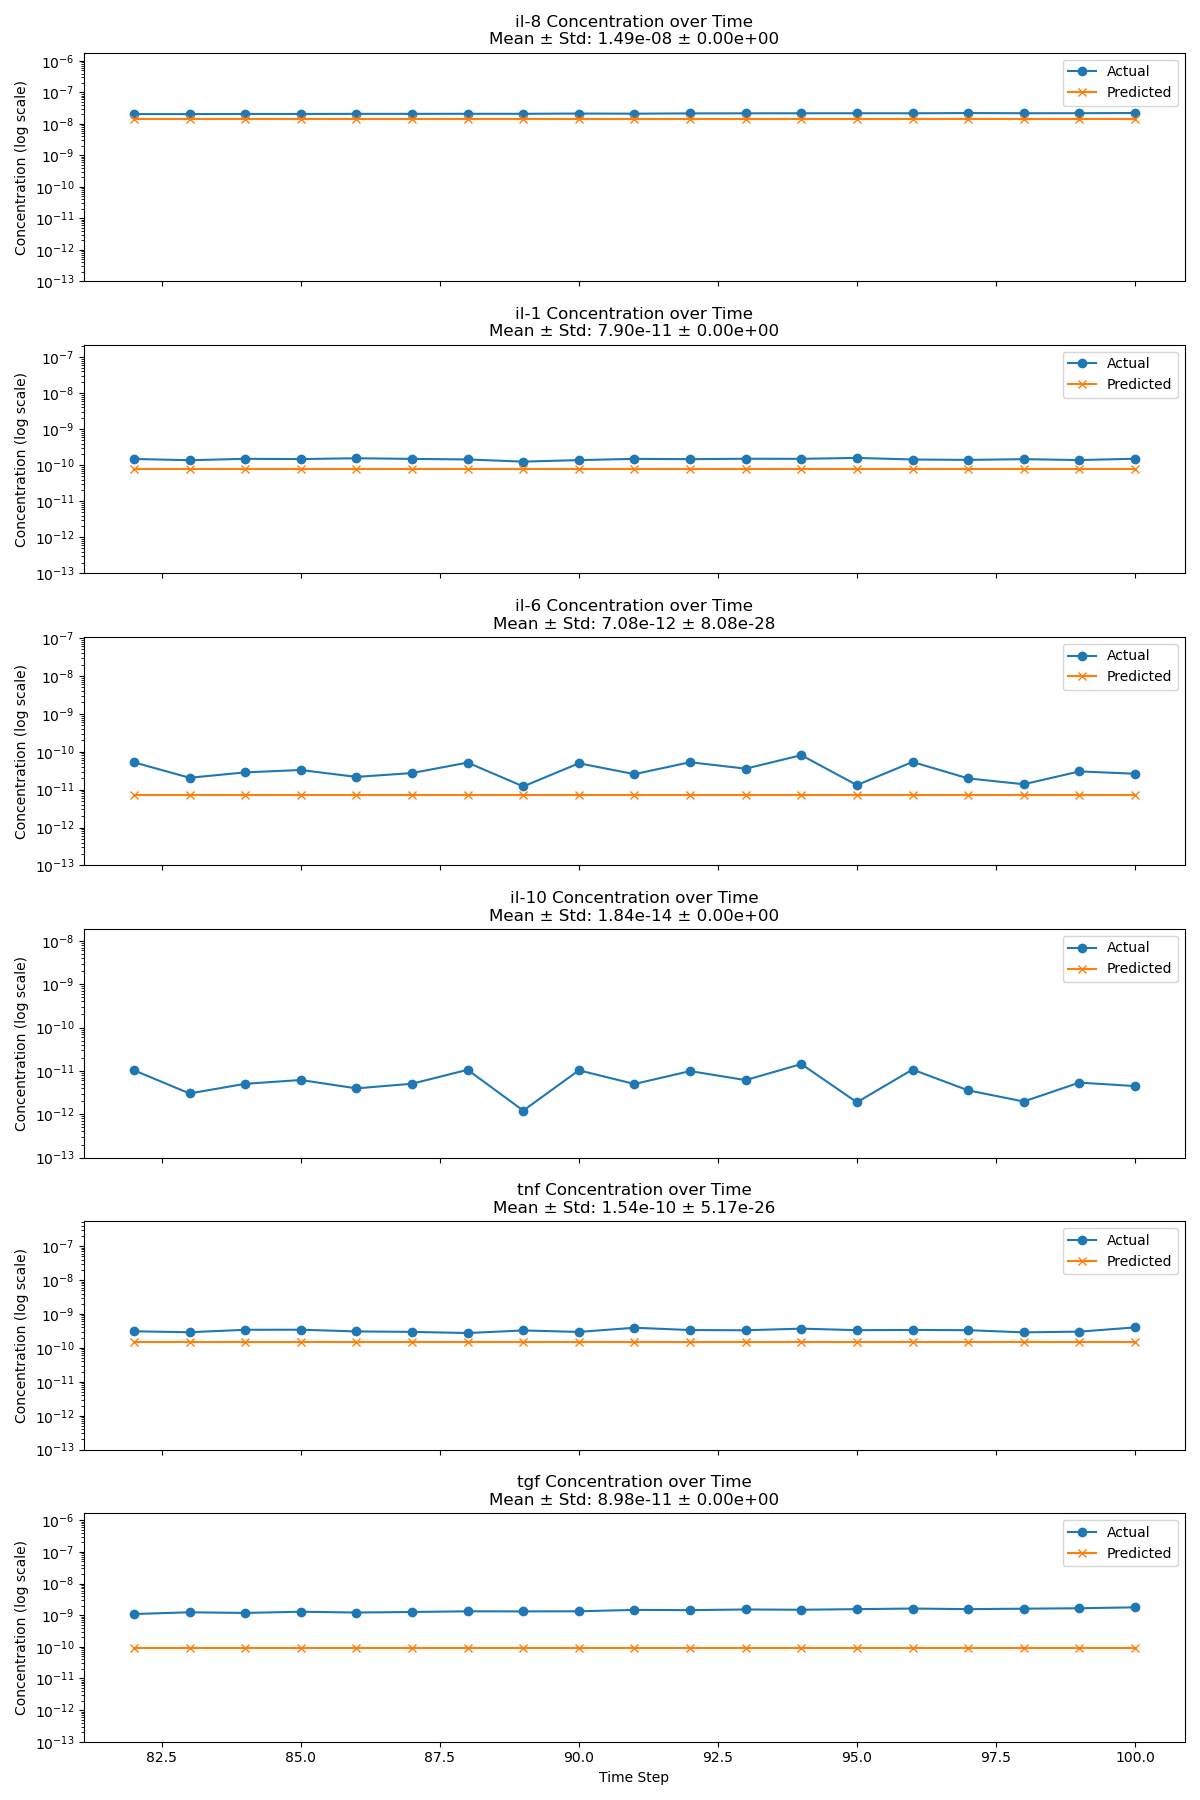 il-8 Concentration over Time
Mean ± Std: 1.49e-08 ± 0.00e+00
Concentration (log scale)
10⁻⁶
10⁻⁷
10⁻⁸
10⁻⁹
10⁻¹⁰
10⁻¹¹
10⁻¹²
10⁻¹³
Actual
Predicted
il-1 Concentration over Time
Mean ± Std: 7.90e-11 ± 0.00e+00
Concentration (log scale)
10⁻⁷
10⁻⁸
10⁻⁹
10⁻¹⁰
10⁻¹¹
10⁻¹²
10⁻¹³
Actual
Predicted
il-6 Concentration over Time
Mean ± Std: 7.08e-12 ± 8.08e-28
Concentration (log scale)
10⁻⁷
10⁻⁸
10⁻⁹
10⁻¹⁰
10⁻¹¹
10⁻¹²
10⁻¹³
Actual
Predicted
il-10 Concentration over Time
Mean ± Std: 1.84e-14 ± 0.00e+00
Concentration (log scale)
10⁻⁸
10⁻⁹
10⁻¹⁰
10⁻¹¹
10⁻¹²
10⁻¹³
Actual
Predicted
tnf Concentration over Time
Mean ± Std: 1.54e-10 ± 5.17e-26
Concentration (log scale)
10⁻⁷
10⁻⁸
10⁻⁹
10⁻¹⁰
10⁻¹¹
10⁻¹²
10⁻¹³
Actual
Predicted
tgf Concentration over Time
Mean ± Std: 8.98e-11 ± 0.00e+00
Concentration (log scale)
10⁻⁶
10⁻⁷
10⁻⁸
10⁻⁹
10⁻¹⁰
10⁻¹¹
10⁻¹²
10⁻¹³
Actual
Predicted
82.5 85.0 87.5 90.0 92.5 95.0 97.5 100.0
Time Step